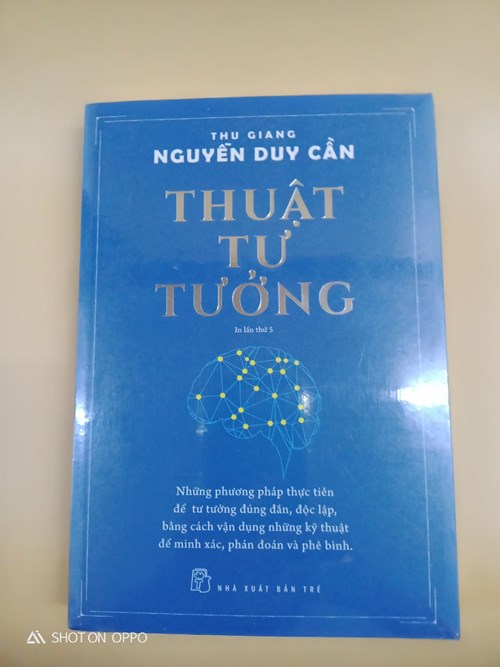 THU GIANG
NGUYỄN DUY CẦN
THUẬT
TƯ
TƯỞNG
In lần thứ 5
Những phương pháp thực tiễn
để tư tưởng đúng đắn, độc lập,
bằng cách vận dụng những kỹ thuật
để minh xác, phán đoán và phê bình.
NHÀ XUẤT BẢN TRẺ
SHOT ON OPPO